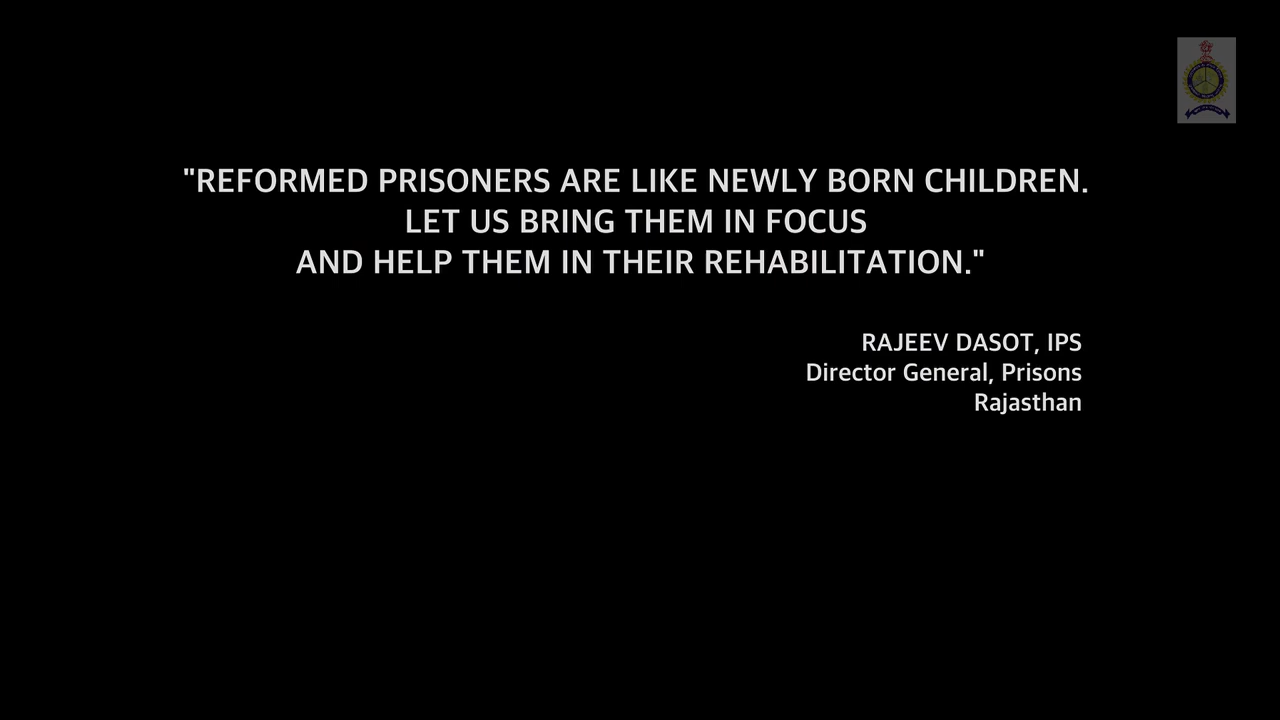 "REFORMED PRISONERS ARE LIKE NEWLY BORN CHILDREN.
LET US BRING THEM IN FOCUS
AND HELP THEM IN THEIR REHABILITATION."
RAJEEV DASOT, IPS
Director General, Prisons
Rajasthan